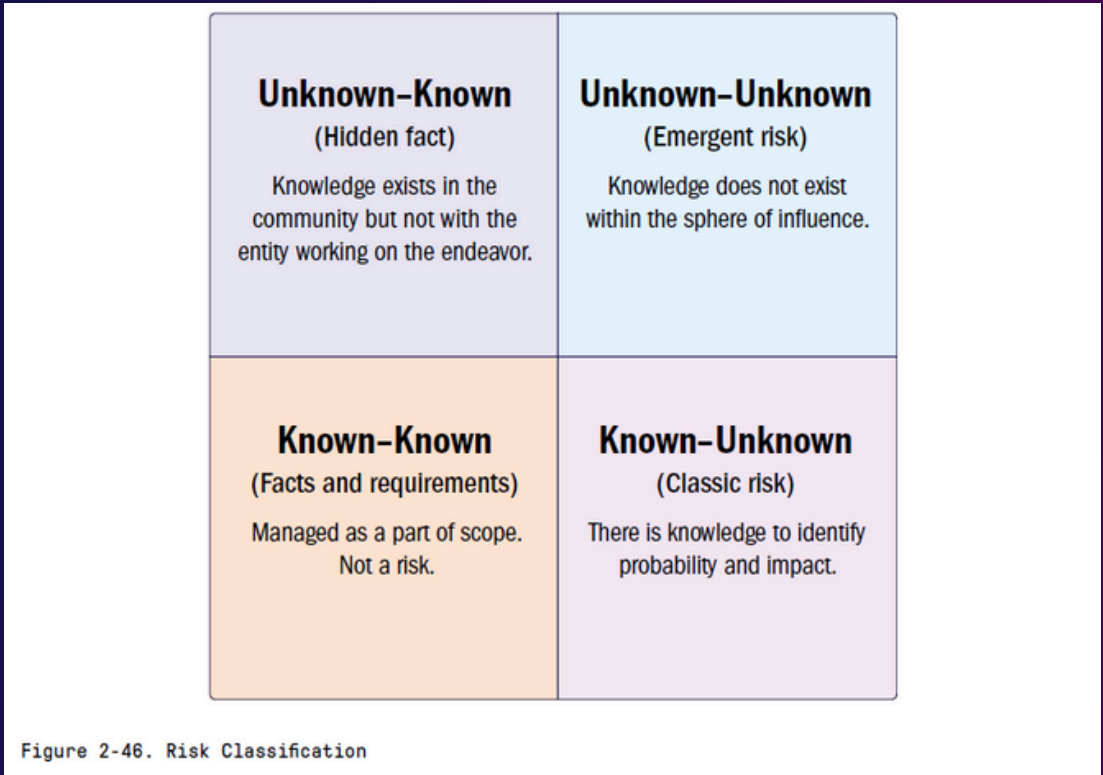 Unknown–Known
(Hidden fact)
Knowledge exists in the
community but not with the
entity working on the endeavor.
Unknown–Unknown
(Emergent risk)
Knowledge does not exist
within the sphere of influence.
Known–Known
(Facts and requirements)
Managed as a part of scope.
Not a risk.
Known–Unknown
(Classic risk)
There is knowledge to identify
probability and impact.
Figure 2-46. Risk Classification